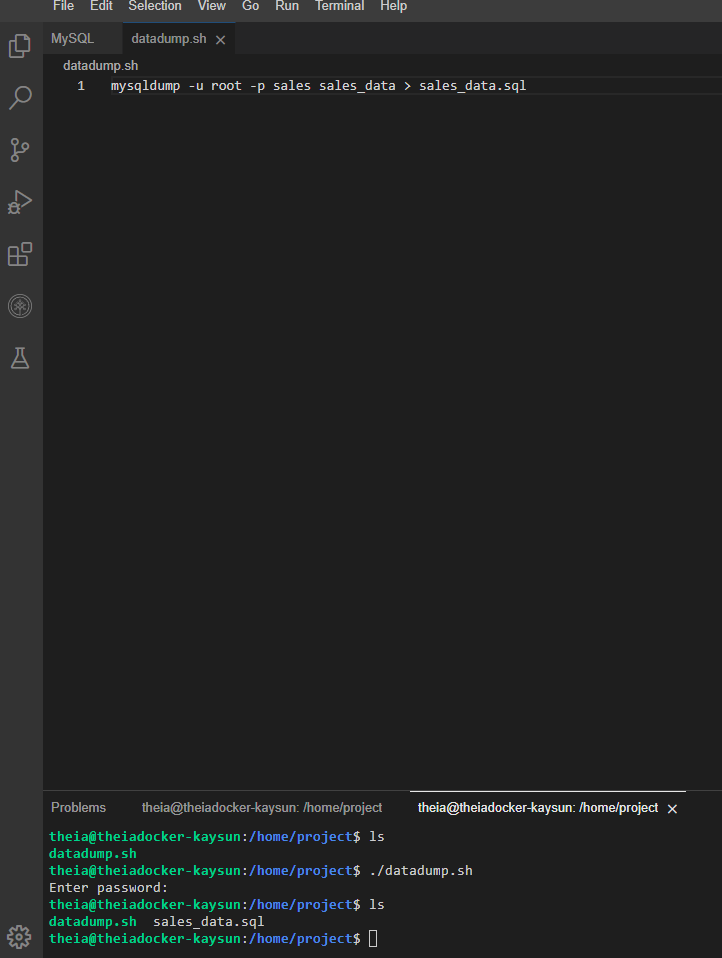 File Edit Selection View Go Run Terminal Help
MySQL datadump.sh
datadump.sh
1 mysqldump -u root -p sales sales_data > sales_data.sql
Problems theia@theiadocker-kaysun: /home/project theia@theiadocker-kaysun: /home/project
theia@theiadocker-kaysun:/home/project$ ls
datadump.sh
theia@theiadocker-kaysun:/home/project$ ./datadump.sh
Enter password:
theia@theiadocker-kaysun:/home/project$ ls
datadump.sh sales_data.sql
theia@theiadocker-kaysun:/home/project$